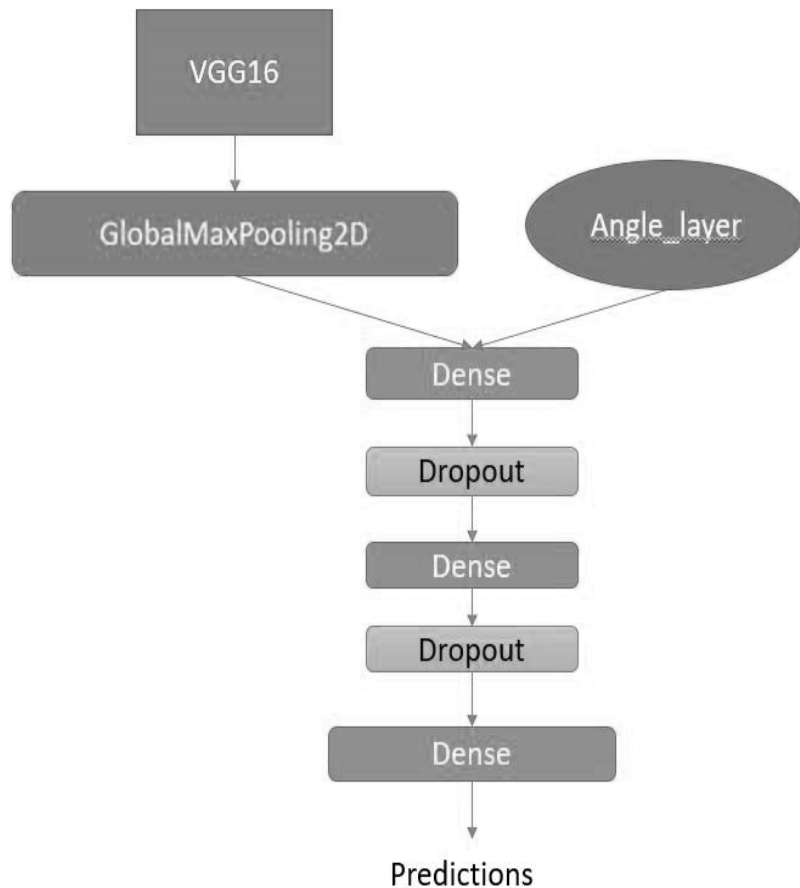 VGG16
GlobalMaxPooling2D
Angle_layer
Dense
Dropout
Dense
Dropout
Dense
Predictions